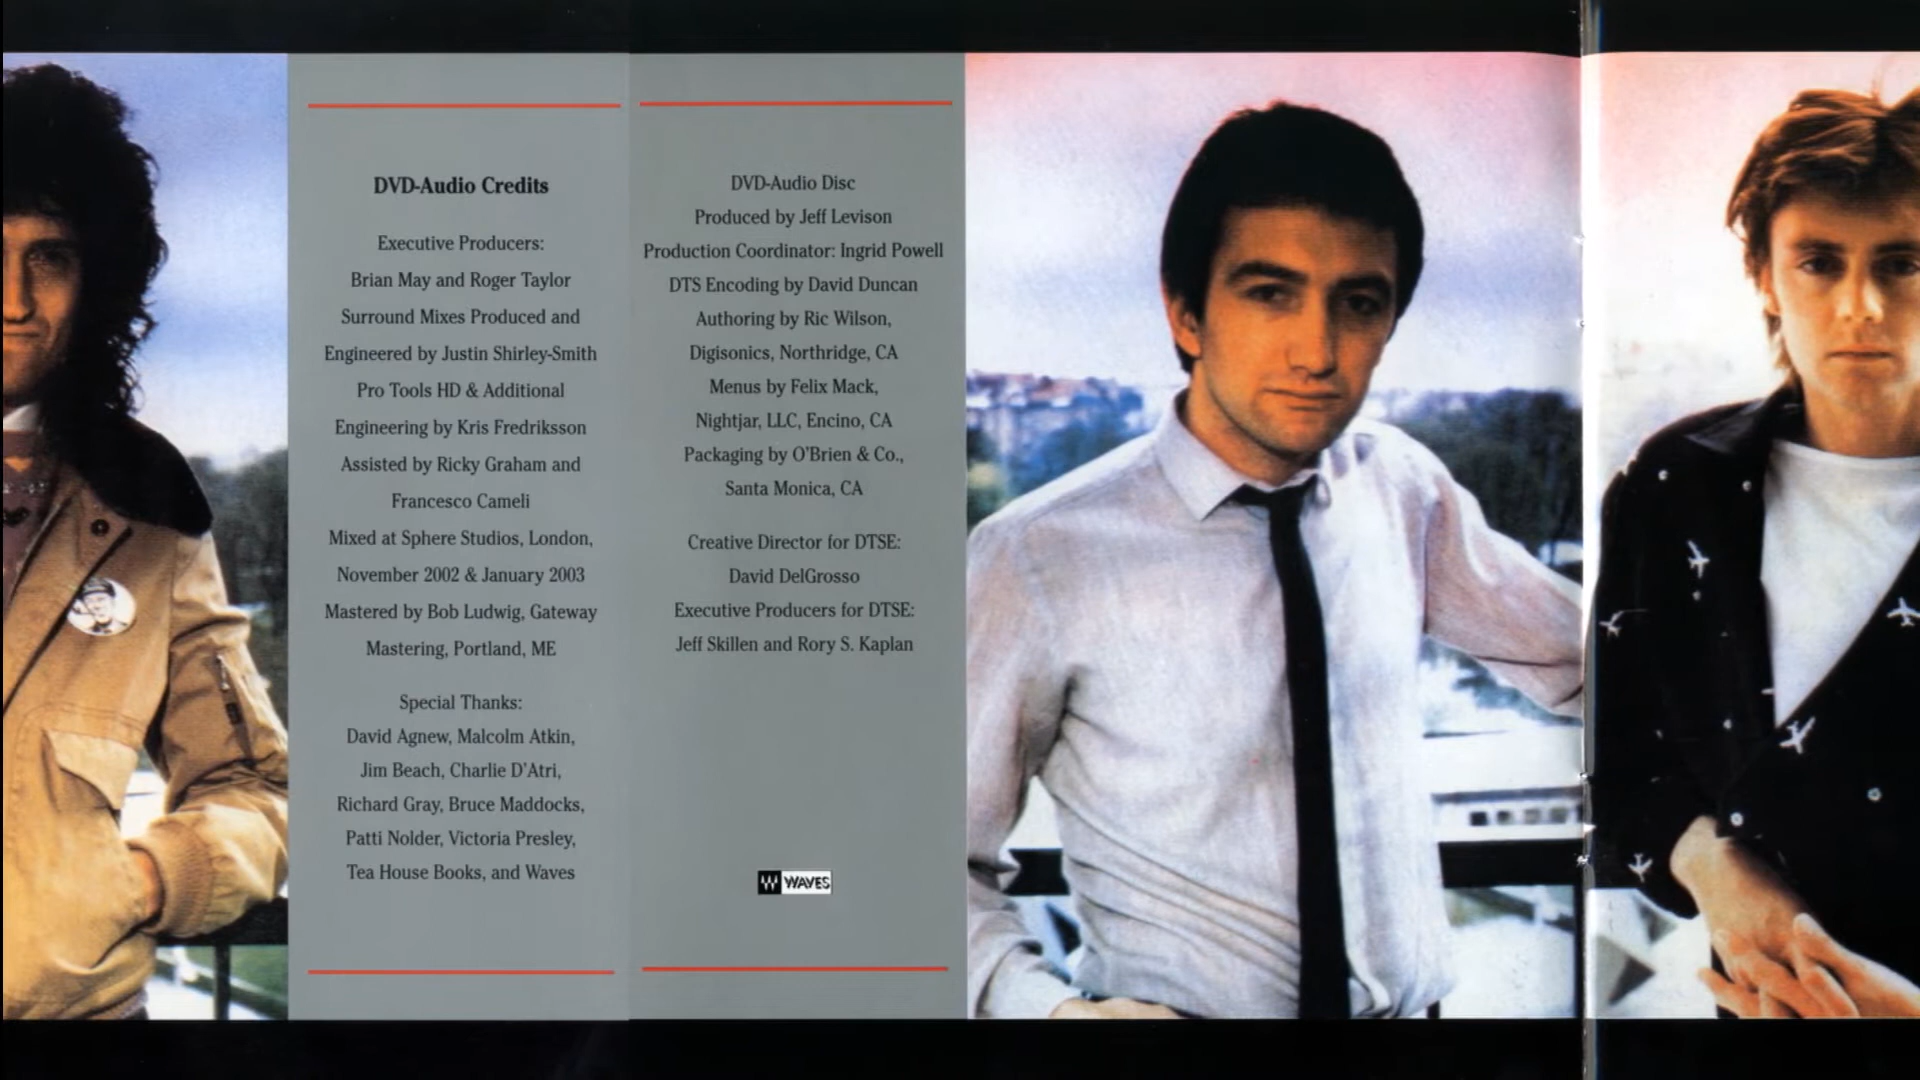 DVD-Audio Credits
Executive Producers:
Brian May and Roger Taylor
Surround Mixes Produced and
Engineered by Justin Shirley-Smith
Pro Tools HD & Additional
Engineering by Kris Fredriksson
Assisted by Ricky Graham and
Francesco Cameli
Mixed at Sphere Studios, London,
November 2002 & January 2003
Mastered by Bob Ludwig, Gateway
Mastering, Portland, ME
Special Thanks:
David Agnew, Malcolm Atkin,
Jim Beach, Charlie D'Atri,
Richard Gray, Bruce Maddocks,
Patti Nolder, Victoria Presley,
Tea House Books, and Waves
DVD-Audio Disc
Produced by Jeff Levison
Production Coordinator: Ingrid Powell
DTS Encoding by David Duncan
Authoring by Ric Wilson,
Digisonics, Northridge, CA
Menus by Felix Mack,
Nightjar, LLC, Encino, CA
Packaging by O'Brien & Co.,
Santa Monica, CA
Creative Director for DTSE:
David DelGrosso
Executive Producers for DTSE:
Jeff Skillen and Rory S. Kaplan
WAVES